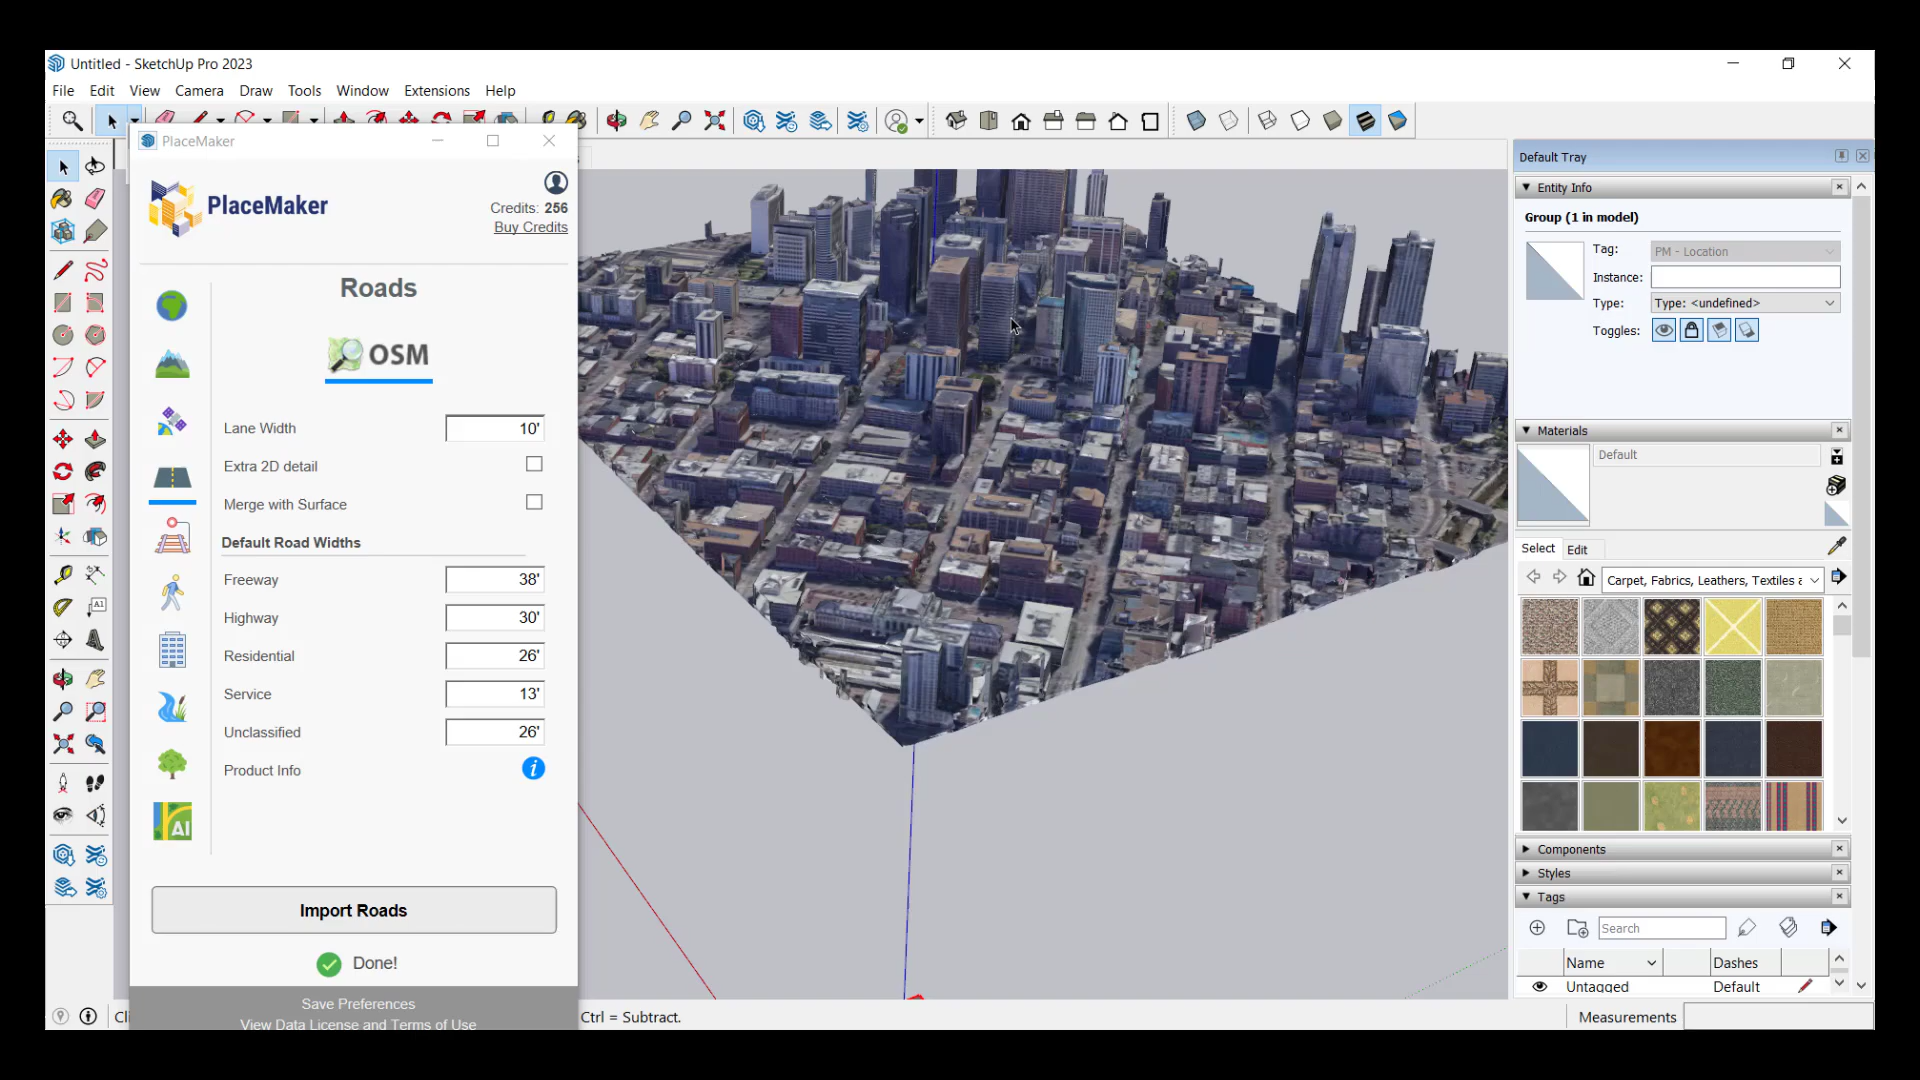 Untitled - SketchUp Pro 2023
File Edit View Camera Draw Tools Window Extensions Help
PlaceMaker
PlaceMaker
Credits: 256
Buy Credits
Roads
OSM
Lane Width 10'
Extra 2D detail
Merge with Surface
Default Road Widths
Freeway 38'
Highway 30'
Residential 26'
Service 13'
Unclassified 26'
Product Info i
AI
Import Roads
Done!
Save Preferences
View Data License and Terms of Use
Ctrl = Subtract.
Measurements
Default Tray
Entity Info
Group (1 in model)
Tag: PM - Location
Instance:
Type: Type: <undefined>
Toggles:
Materials
Default
Select Edit
Carpet, Fabrics, Leathers, Textiles
Components
Styles
Tags
Search
Name Dashes
Untagged Default